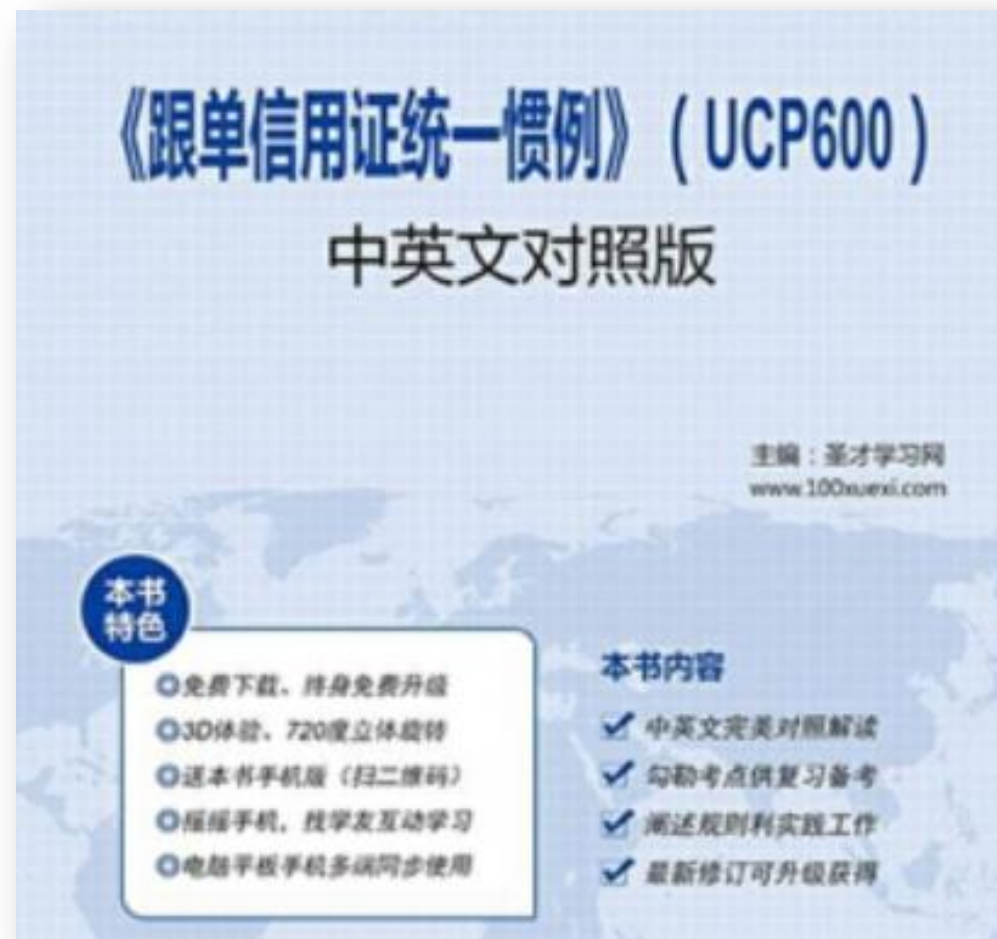 《跟单信用证统一惯例》（UCP600）
中英文对照版
主编：圣才学习网
www.100xuexi.com
本书
特色
免费下载、终身免费升级
3D体验、720度立体旋转
送本书手机版（扫二维码）
摇摇手机，找学友互动学习
电脑平板手机多端同步使用
本书内容
中英文完美对照解读
勾勒考点供复习备考
阐述规则利实践工作
最新修订可升级获得